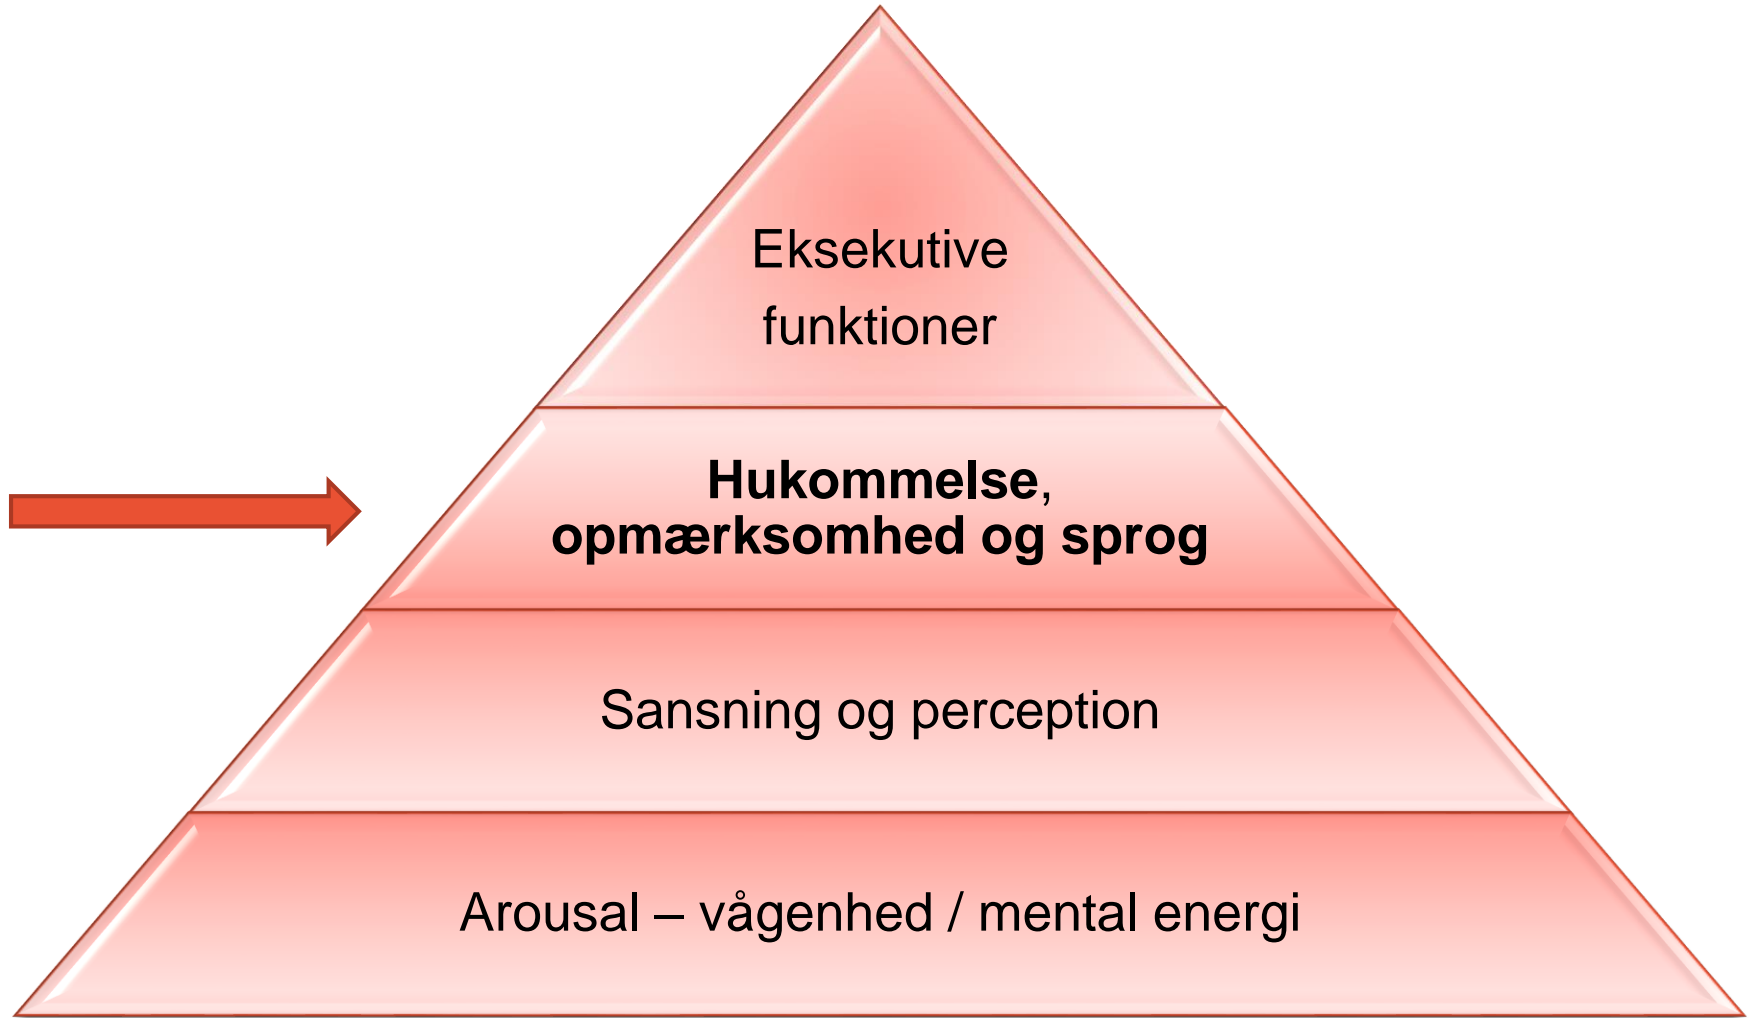 Eksekutive
funktioner
Hukommelse,
opmærksomhed og sprog
Sansning og perception
Arousal – vågenhed / mental energi